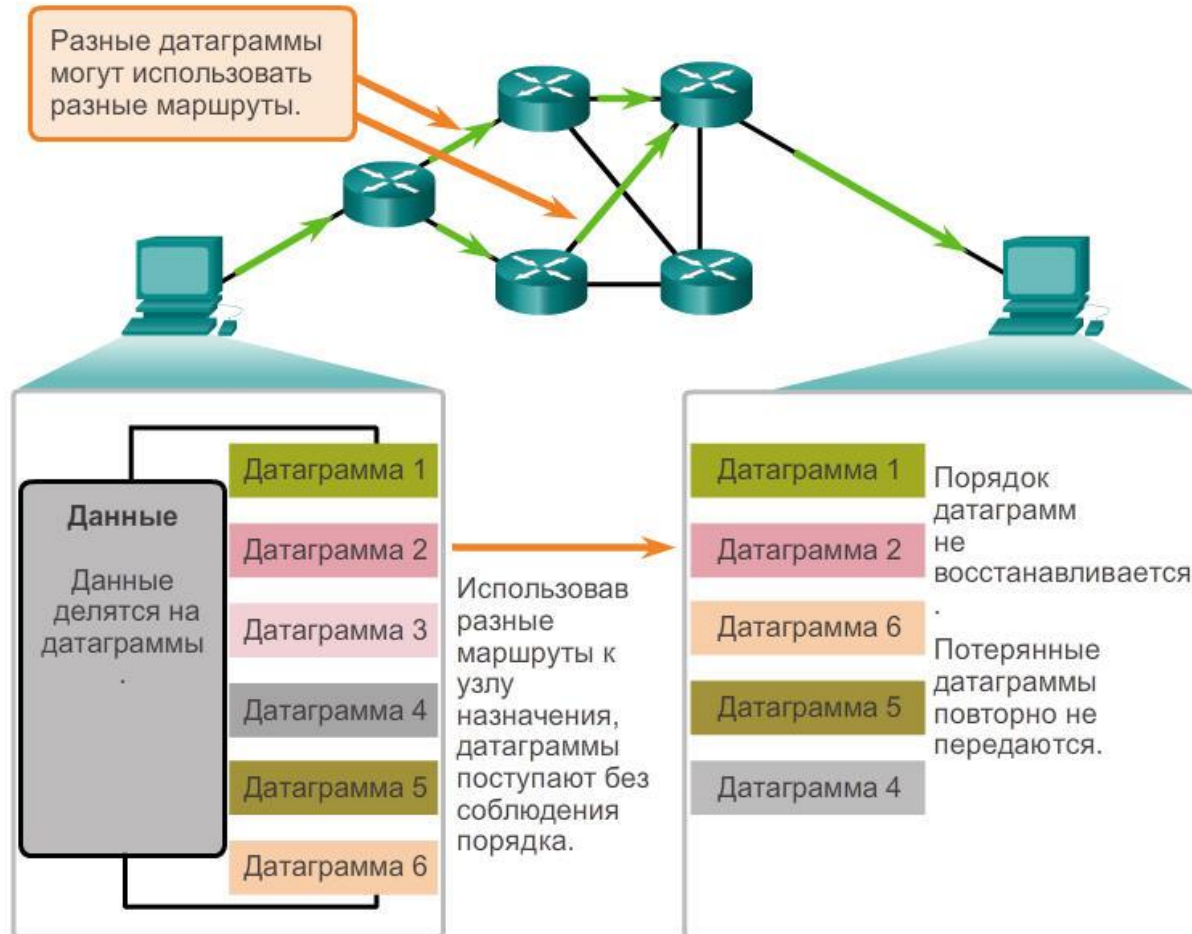 Разные датаграммы
могут использовать
разные маршруты.
Данные
Данные
делятся на
датаграммы
.
Датаграмма 1
Датаграмма 2
Датаграмма 3
Датаграмма 4
Датаграмма 5
Датаграмма 6
Использовав
разные
маршруты к
узлу
назначения,
датаграммы
поступают без
соблюдения
порядка.
Датаграмма 1
Датаграмма 2
Датаграмма 6
Датаграмма 5
Датаграмма 4
Порядок
датаграмм
не
восстанавливается
.
Потерянные
датаграммы
повторно не
передаются.